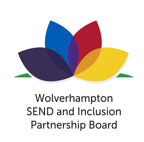 Wolverhampton
SEND and Inclusion
Partnership Board